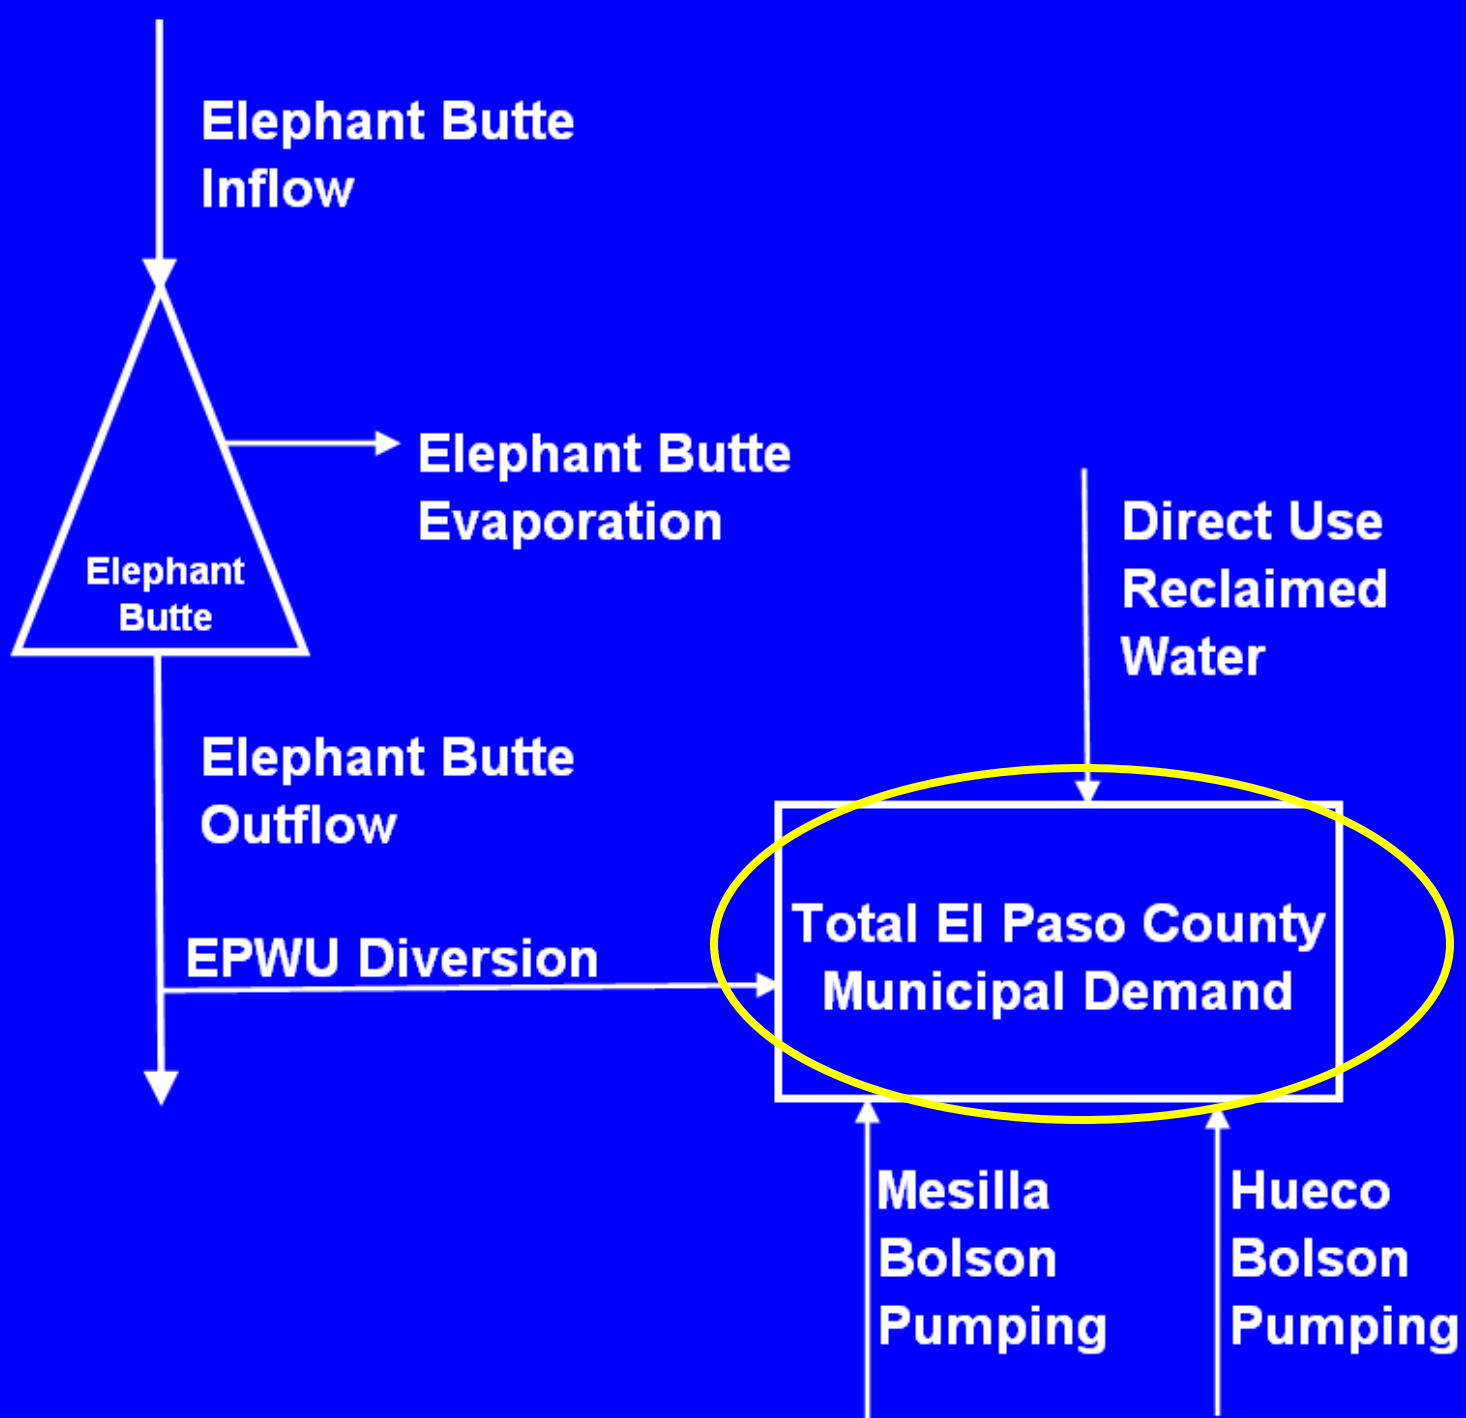 Elephant Butte
Inflow
Elephant Butte
Evaporation
Elephant
Butte
Direct Use
Reclaimed
Water
Elephant Butte
Outflow
EPWU Diversion
Total El Paso County
Municipal Demand
Mesilla
Bolson
Pumping
Hueco
Bolson
Pumping